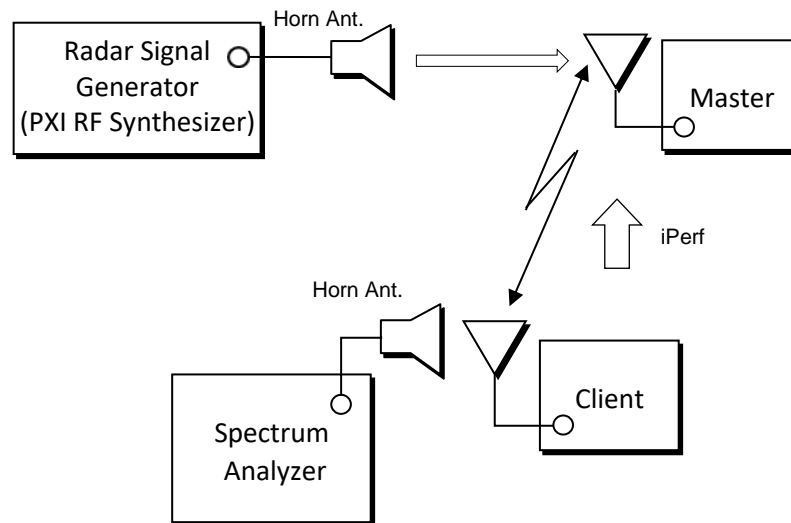 Horn Ant.
Radar Signal
Generator
(PXI RF Synthesizer)
Master
iPerf
Horn Ant.
Client
Spectrum
Analyzer